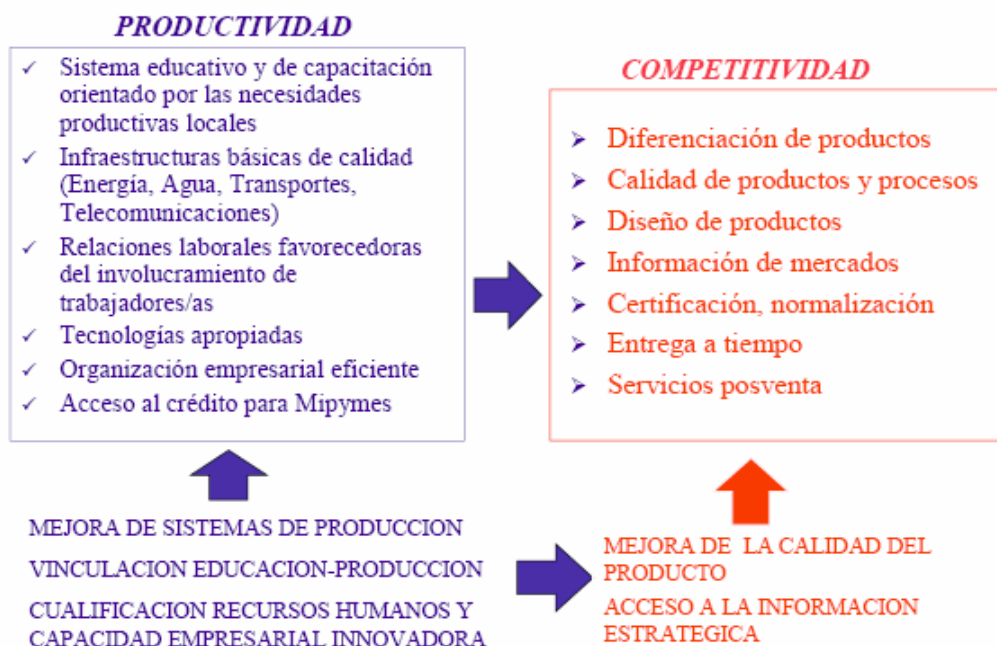 PRODUCTIVIDAD
Sistema educativo y de capacitación
orientado por las necesidades
productivas locales
Infraestructuras básicas de calidad
(Energía, Agua, Transportes,
Telecomunicaciones)
Relaciones laborales favorecedoras
del involucramiento de
trabajadores/as
Tecnologías apropiadas
Organización empresarial eficiente
Acceso al crédito para Mipymes
COMPETITIVIDAD
Diferenciación de productos
Calidad de productos y procesos
Diseño de productos
Información de mercados
Certificación, normalización
Entrega a tiempo
Servicios posventa
MEJORA DE SISTEMAS DE PRODUCCION
VINCULACION EDUCACION-PRODUCCION
CUALIFICACION RECURSOS HUMANOS Y
CAPACIDAD EMPRESARIAL INNOVADORA
MEJORA DE LA CALIDAD DEL
PRODUCTO
ACCESO A LA INFORMACION
ESTRATEGICA